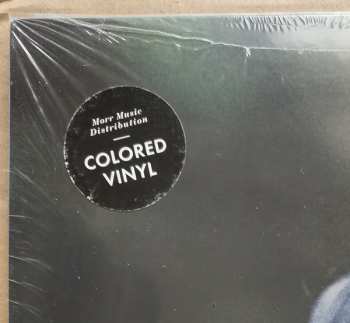 Morr Music
Distribution
—
COLORED
VINYL